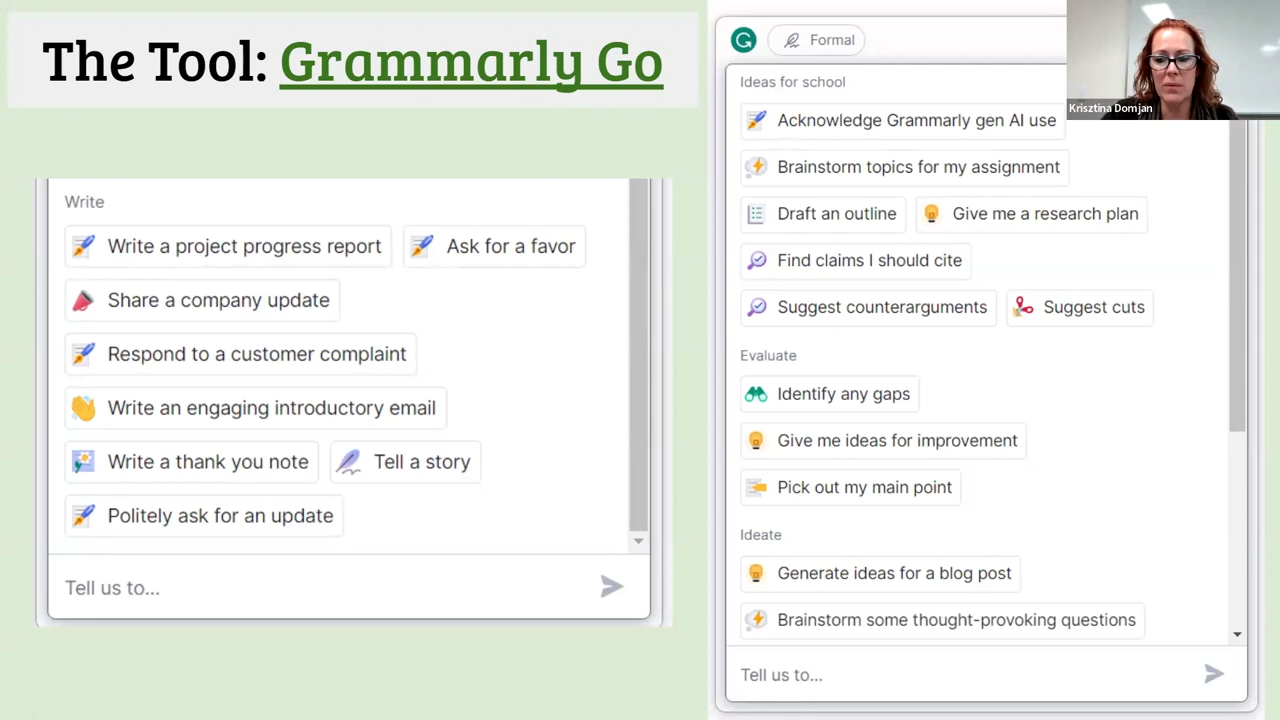 The Tool: Grammarly Go
Write
Write a project progress report
Ask for a favor
Share a company update
Respond to a customer complaint
Write an engaging introductory email
Write a thank you note
Tell a story
Politely ask for an update
Tell us to...
Formal
Ideas for school
Acknowledge Grammarly gen AI use
Brainstorm topics for my assignment
Draft an outline
Give me a research plan
Find claims I should cite
Suggest counterarguments
Suggest cuts
Evaluate
Identify any gaps
Give me ideas for improvement
Pick out my main point
Ideate
Generate ideas for a blog post
Brainstorm some thought-provoking questions
Tell us to...
Krisztina Domjan